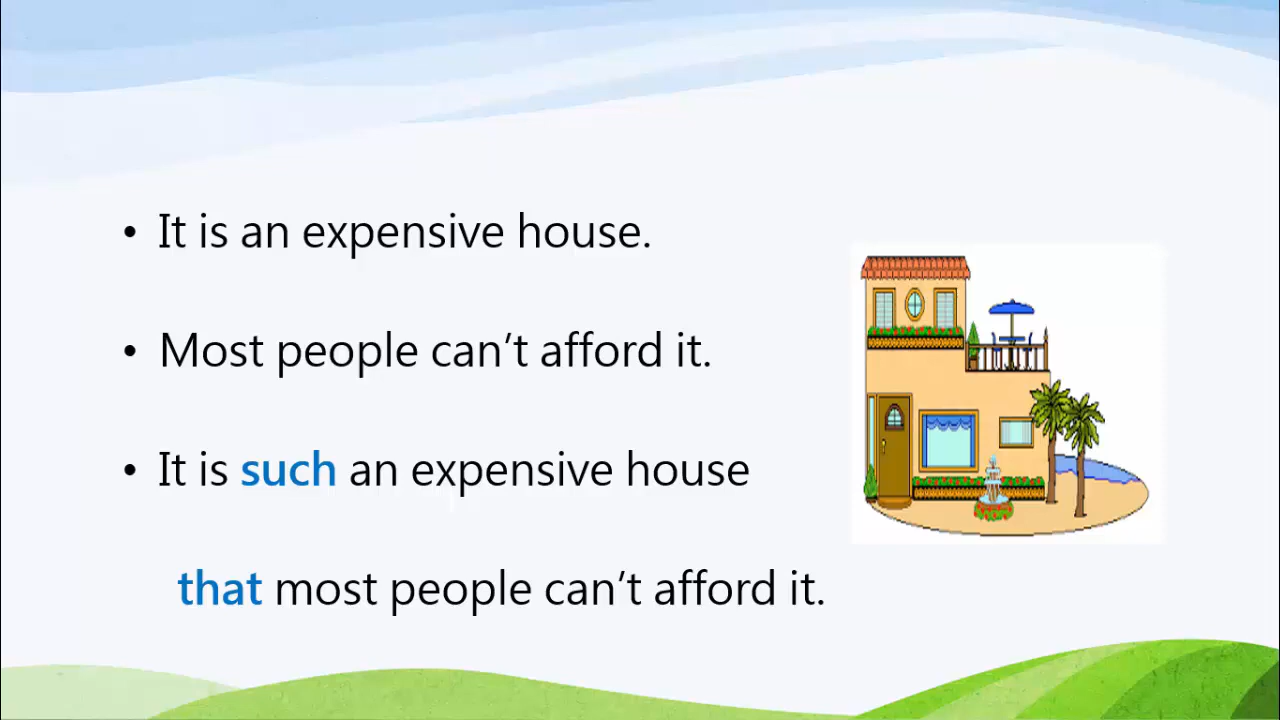 • It is an expensive house.
• Most people can’t afford it.
• It is such an expensive house
that most people can’t afford it.